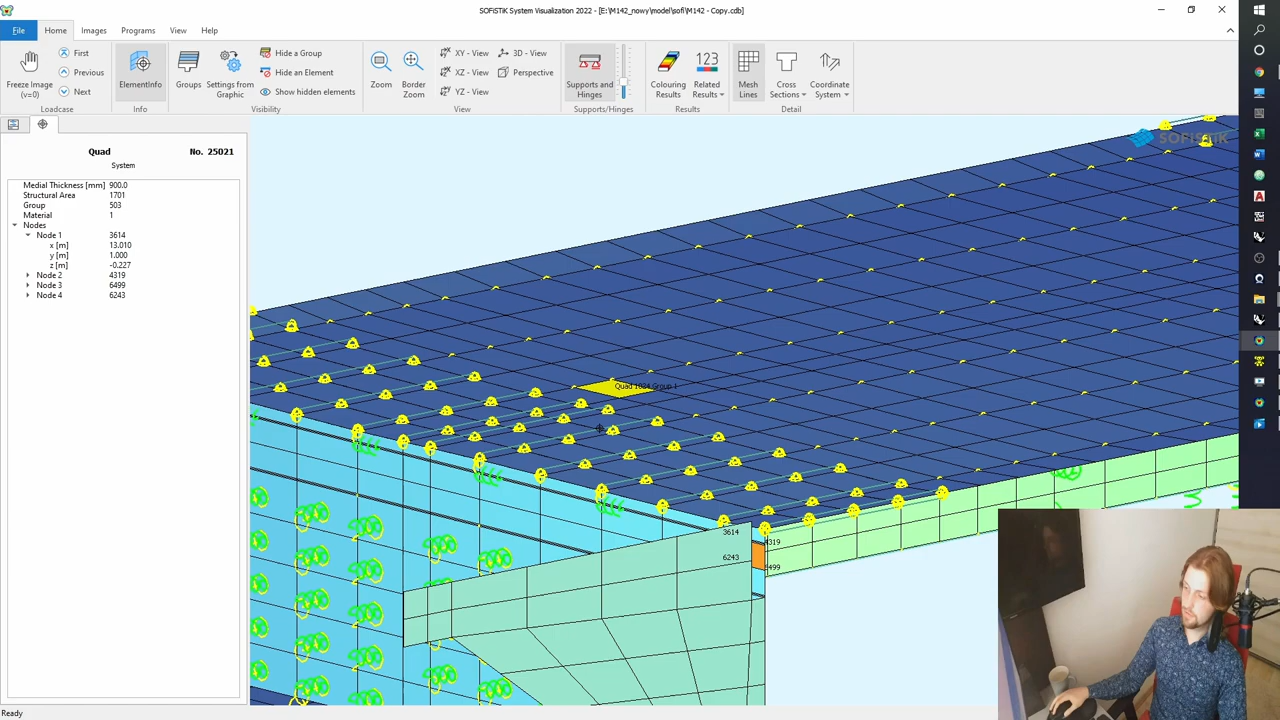 SOFiSTiK System Visualization 2022 - [E:\M142_nowy\model\sofi\M142 - Copy.cdb]
File Home Images Programs View Help
Freeze Image (v=0)
First
Previous
Next
Loadcase
ElementInfo
Info
Groups
Settings from Graphic
Hide a Group
Hide an Element
Show hidden elements
Visibility
Zoom
Border Zoom
XY - View
XZ - View
YZ - View
3D - View
Perspective
View
Supports and Hinges
Supports/Hinges
Colouring Results
123
Related Results
Results
Mesh Lines
Cross Sections
Coordinate System
Detail
Quad No. 25021
System
Medial Thickness [mm] 900.0
Structural Area 1701
Group 503
Material 1
Nodes
Node 1 3614
x [m] 13.010
y [m] 1.000
z [m] -0.227
Node 2 4319
Node 3 6499
Node 4 6243
SOFiSTiK
3614
4319
6243
Ready